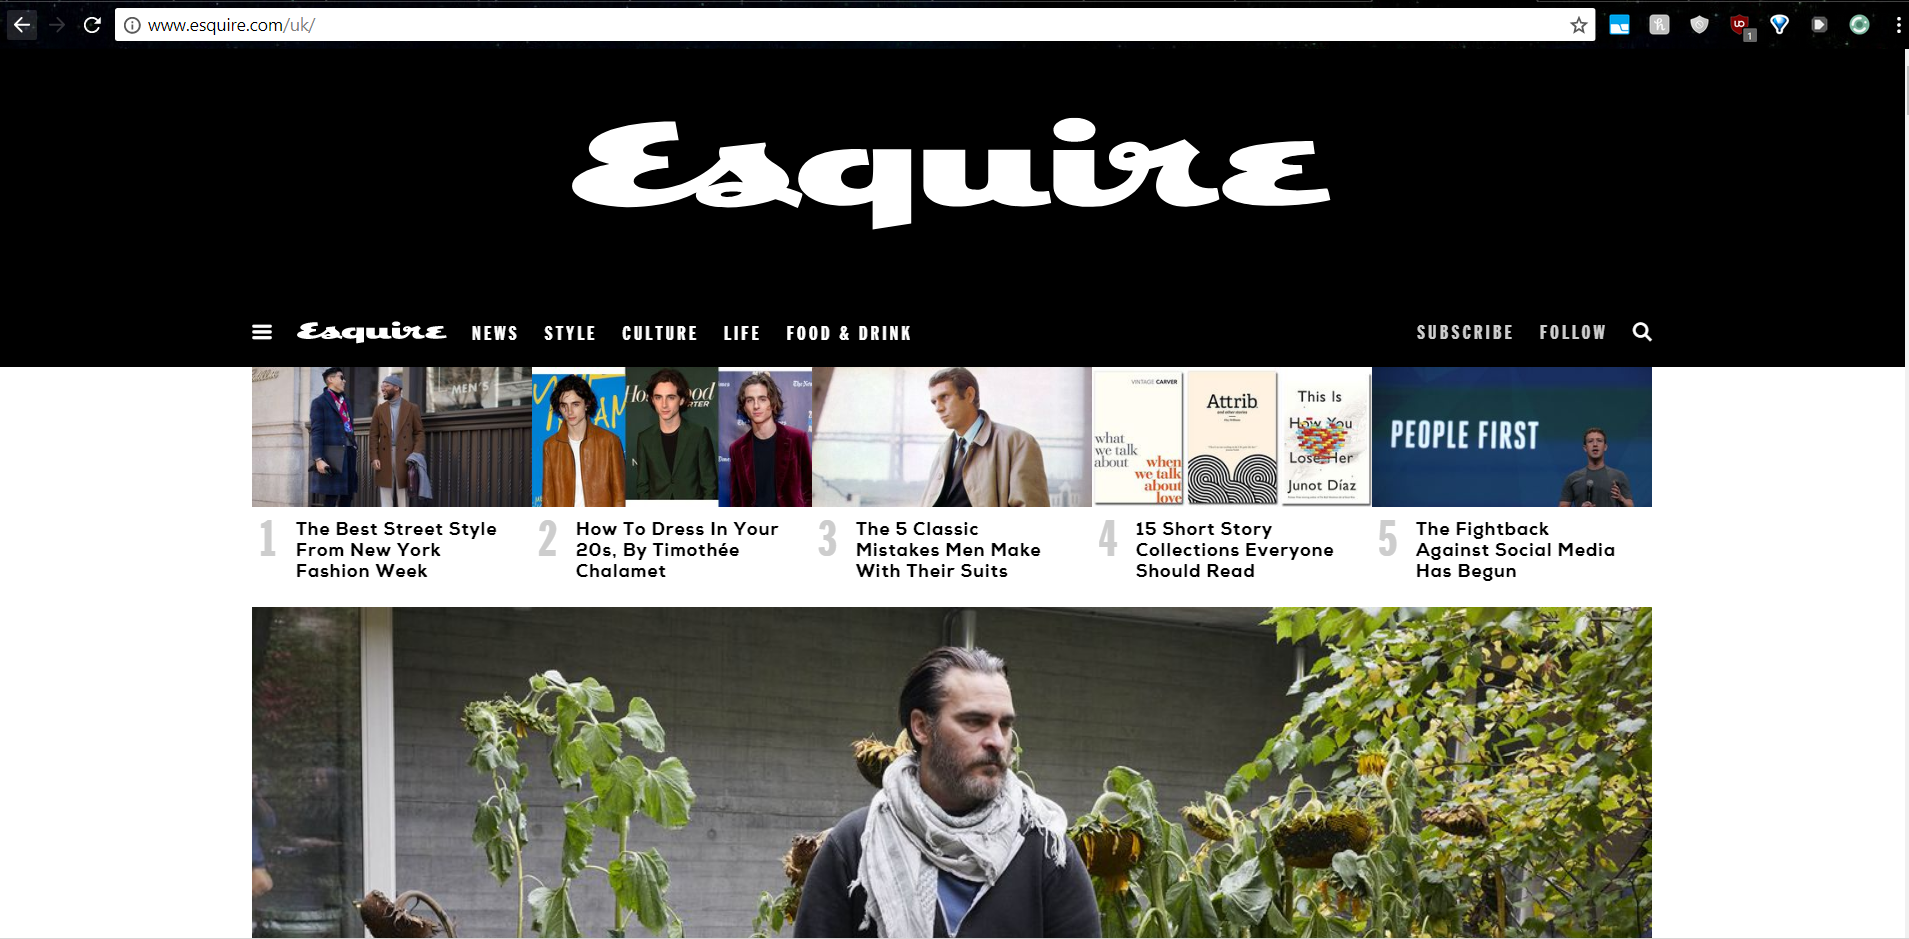 www.esquire.com/uk/
1
Esquire
Esquire NEWS STYLE CULTURE LIFE FOOD & DRINK SUBSCRIBE FOLLOW
MEN'S
VINTAGE CARVER
what
we talk
about
when
we talk
about
love
Attrib
and other stories
This Is
How You
Lose Her
Junot Díaz
PEOPLE FIRST
1
The Best Street Style
From New York
Fashion Week
2
How To Dress In Your
20s, By Timothée
Chalamet
3
The 5 Classic
Mistakes Men Make
With Their Suits
4
15 Short Story
Collections Everyone
Should Read
5
The Fightback
Against Social Media
Has Begun